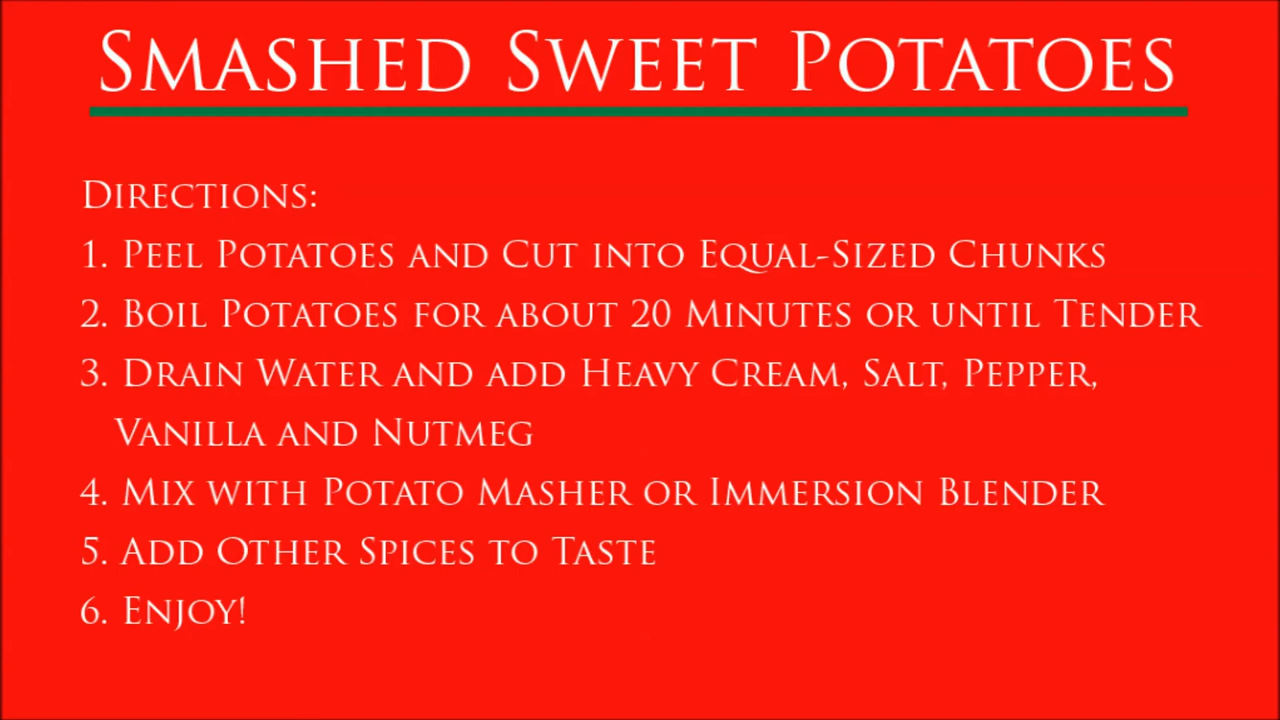 Smashed Sweet Potatoes
Directions:
1. Peel Potatoes and Cut into Equal-Sized Chunks
2. Boil Potatoes for about 20 Minutes or until Tender
3. Drain Water and add Heavy Cream, Salt, Pepper,
Vanilla and Nutmeg
4. Mix with Potato Masher or Immersion Blender
5. Add Other Spices to Taste
6. Enjoy!